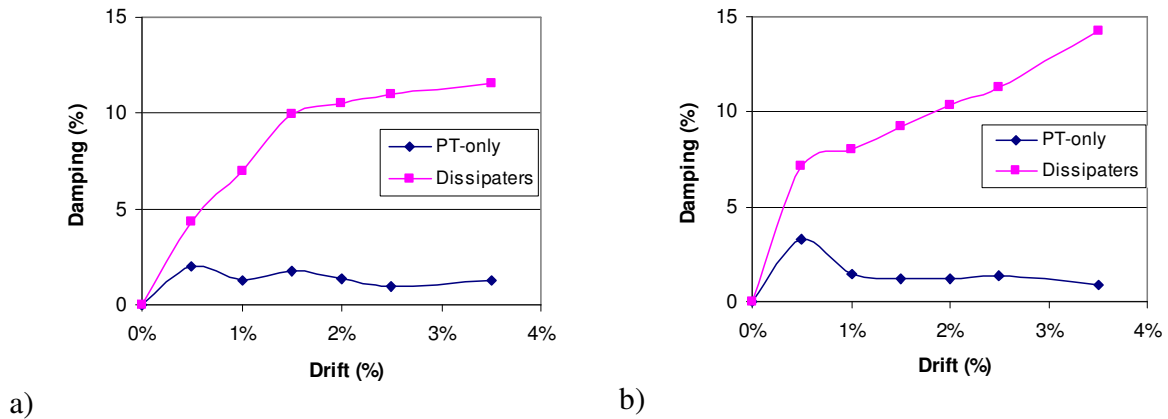 15
10
5
0
Damping (%)
PT-only
Dissipaters
0% 1% 2% 3% 4%
Drift (%)
a)
15
10
5
0
Damping (%)
PT-only
Dissipaters
0% 1% 2% 3% 4%
Drift (%)
b)